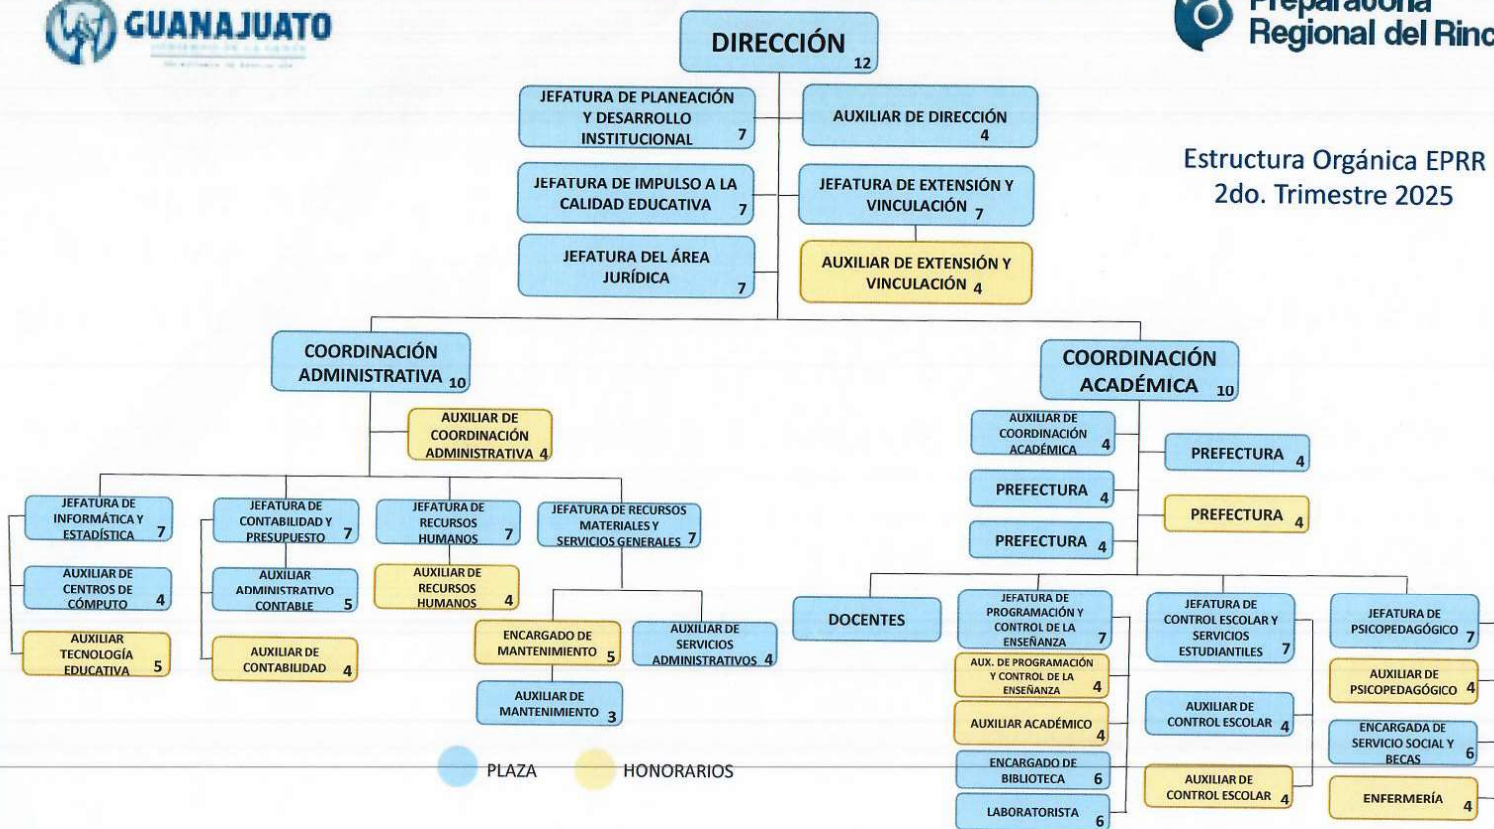 GUANAJUATO
Preparatoria
Regional del Rinc
DIRECCIÓN
12
JEFATURA DE PLANEACIÓN
Y DESARROLLO
INSTITUCIONAL 7
AUXILIAR DE DIRECCIÓN
4
Estructura Orgánica EPRR
2do. Trimestre 2025
JEFATURA DE IMPULSO A LA
CALIDAD EDUCATIVA 7
JEFATURA DE EXTENSIÓN Y
VINCULACIÓN 7
JEFATURA DEL ÁREA
JURÍDICA
7
AUXILIAR DE EXTENSIÓN Y
VINCULACIÓN 4
COORDINACIÓN
ADMINISTRATIVA 10
AUXILIAR DE
COORDINACIÓN
ADMINISTRATIVA 4
JEFATURA DE
INFORMÁTICA Y
ESTADÍSTICA 7
AUXILIAR DE
CENTROS DE
CÓMPUTO 4
AUXILIAR
TECNOLOGÍA
EDUCATIVA 5
JEFATURA DE
CONTABILIDAD Y
PRESUPUESTO 7
AUXILIAR
ADMINISTRATIVO
CONTABLE 5
AUXILIAR DE
CONTABILIDAD 4
JEFATURA DE
RECURSOS
HUMANOS 7
AUXILIAR DE
RECURSOS
HUMANOS 4
JEFATURA DE RECURSOS
MATERIALES Y
SERVICIOS GENERALES 7
ENCARGADO DE
MANTENIMIENTO 5
AUXILIAR DE
MANTENIMIENTO 3
AUXILIAR DE
SERVICIOS
ADMINISTRATIVOS 4
COORDINACIÓN
ACADÉMICA 10
AUXILIAR DE
COORDINACIÓN
ACADÉMICA 4
PREFECTURA 4
PREFECTURA 4
PREFECTURA 4
PREFECTURA 4
DOCENTES
JEFATURA DE
PROGRAMACIÓN Y
CONTROL DE LA
ENSEÑANZA 7
AUX. DE PROGRAMACIÓN
Y CONTROL DE LA
ENSEÑANZA 4
AUXILIAR ACADÉMICO
4
ENCARGADO DE
BIBLIOTECA 6
LABORATORISTA
6
JEFATURA DE
CONTROL ESCOLAR Y
SERVICIOS
ESTUDIANTILES 7
AUXILIAR DE
CONTROL ESCOLAR 4
AUXILIAR DE
CONTROL ESCOLAR 4
JEFATURA DE
PSICOPEDAGÓGICO 7
AUXILIAR DE
PSICOPEDAGÓGICO 4
ENCARGADA DE
SERVICIO SOCIAL Y
BECAS 6
ENFERMERÍA 4
PLAZA
HONORARIOS